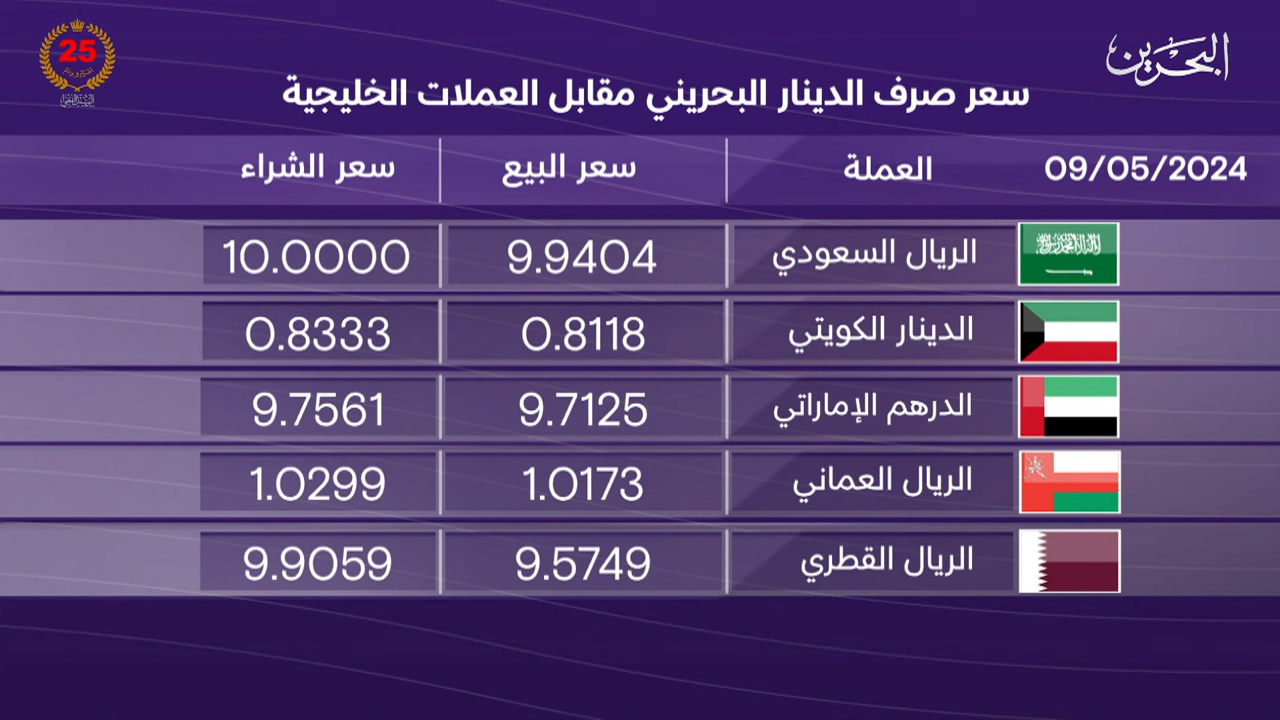 البحرين
25
سعر صرف الدينار البحريني مقابل العملات الخليجية
09/05/2024 العملة سعر البيع سعر الشراء
الريال السعودي 9.9404 10.0000
الدينار الكويتي 0.8118 0.8333
الدرهم الإماراتي 9.7125 9.7561
الريال العماني 1.0173 1.0299
الريال القطري 9.5749 9.9059